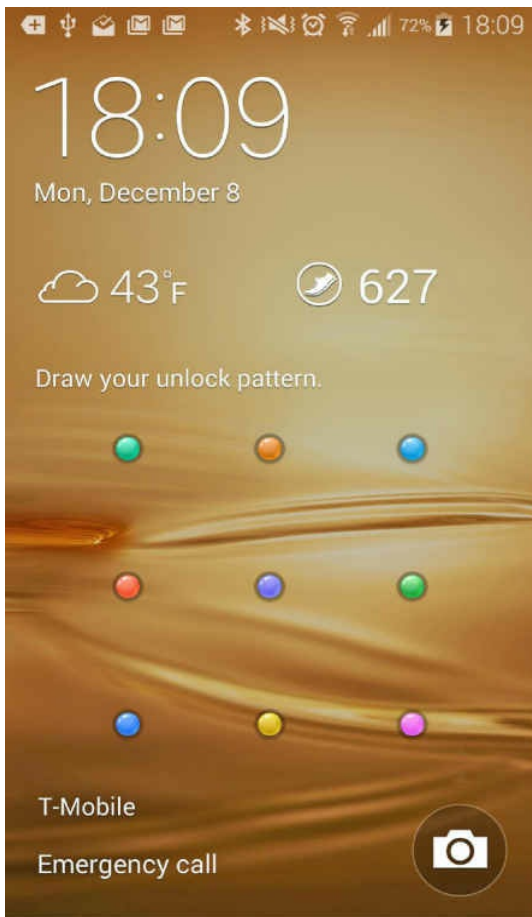 72% 18:09
18:09
Mon, December 8
43°F 627
Draw your unlock pattern.
T-Mobile
Emergency call